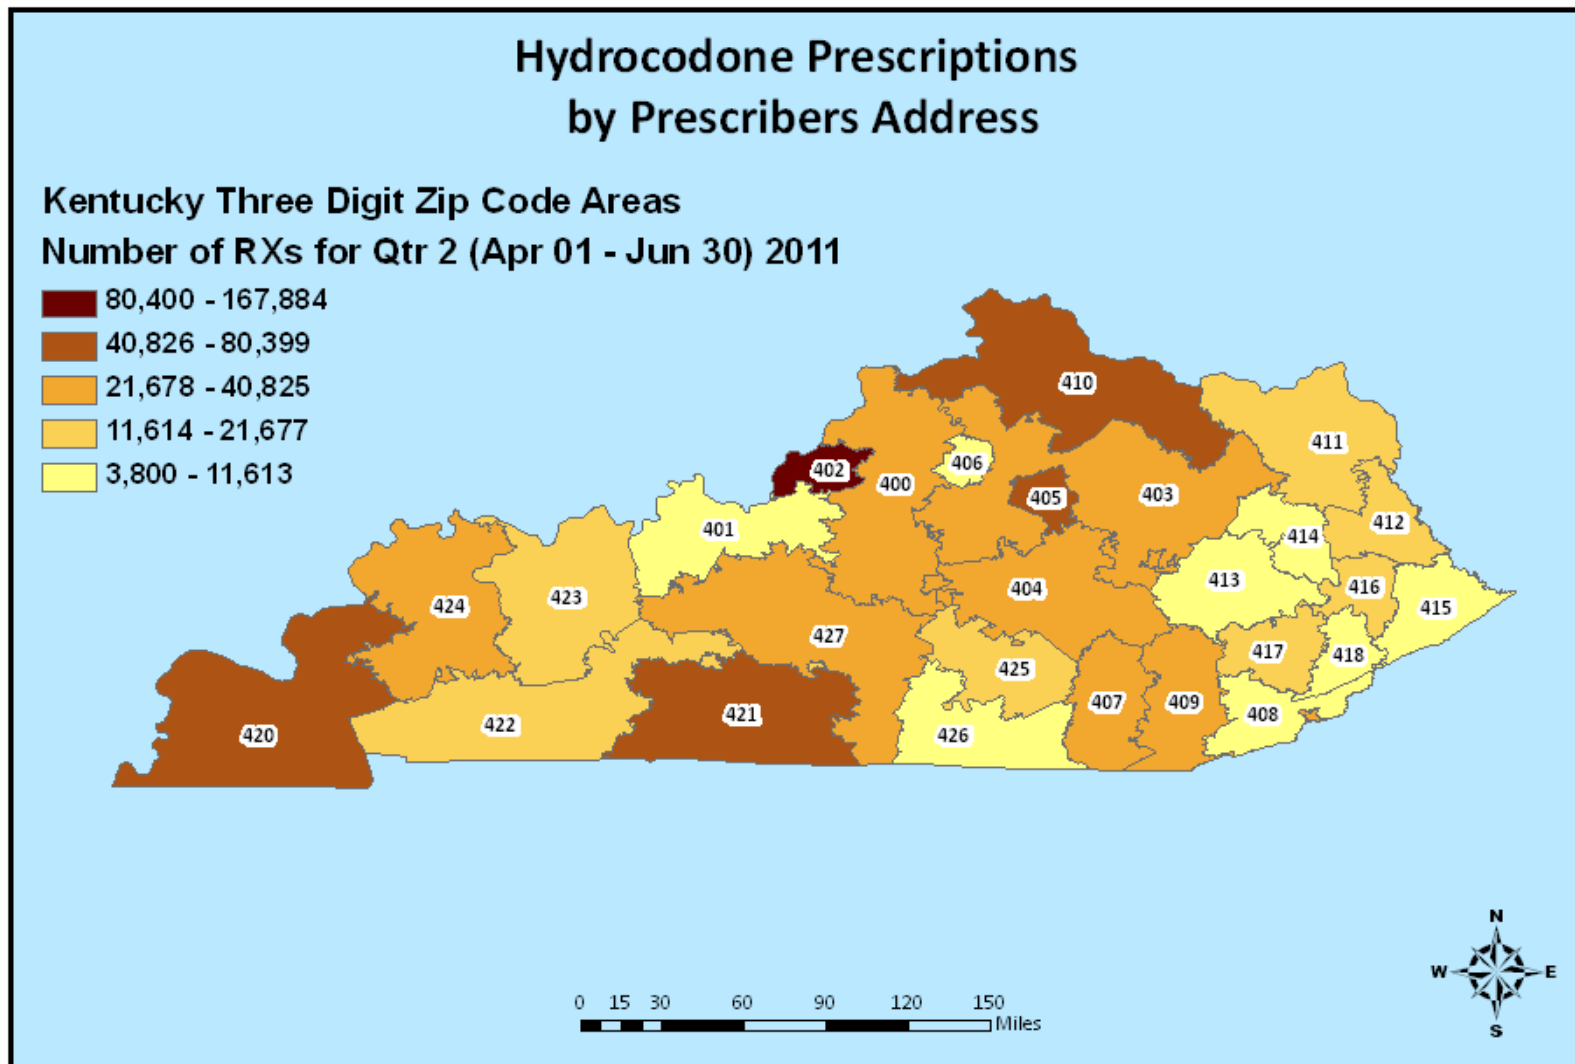 Hydrocodone Prescriptions
by Prescribers Address
Kentucky Three Digit Zip Code Areas
Number of RXs for Qtr 2 (Apr 01 - Jun 30) 2011
80,400 - 167,884
40,826 - 80,399
21,678 - 40,825
11,614 - 21,677
3,800 - 11,613
410
411
402
406
400
405
403
412
401
414
413
404
416
415
424
423
427
417
418
425
407
409
408
420
422
421
426
N
W
E
S
0 15 30 60 90 120 150
Miles